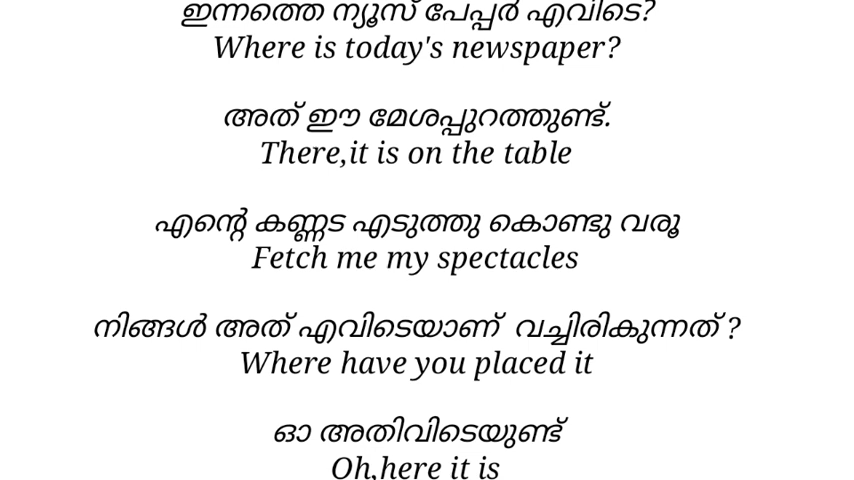 ഇന്നത്തെ ന്യൂസ് പേപ്പർ എവിടെ?
Where is today's newspaper?
അത് ഈ മേശപ്പുറത്തുണ്ട്.
There,it is on the table
എന്റെ കണ്ണട എടുത്തു കൊണ്ടു വരൂ
Fetch me my spectacles
നിങ്ങൾ അത് എവിടെയാണ് വച്ചിരികുന്നത് ?
Where have you placed it
ഓ അതിവിടെയുണ്ട്
Oh,here it is